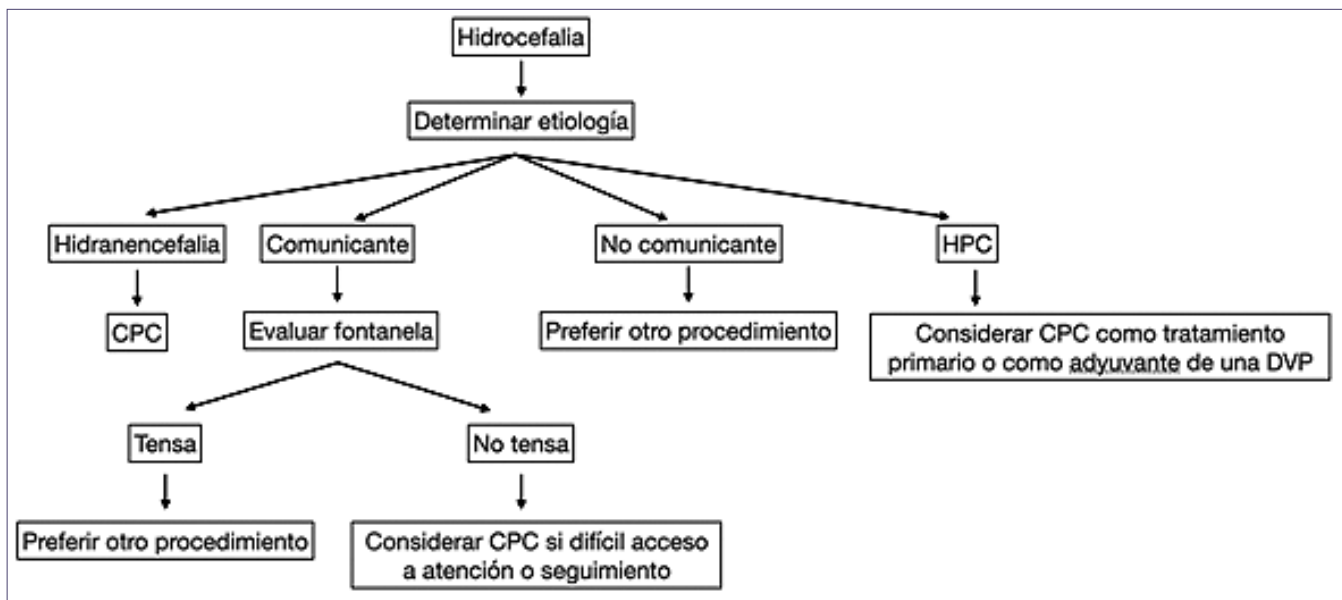 Hidrocefalia
Determinar etiología
Hidranencefalia
Comunicante
No comunicante
HPC
CPC
Evaluar fontanela
Preferir otro procedimiento
Considerar CPC como tratamiento
primario o como adyuvante de una DVP
Tensa
No tensa
Preferir otro procedimiento
Considerar CPC si difícil acceso
a atención o seguimiento